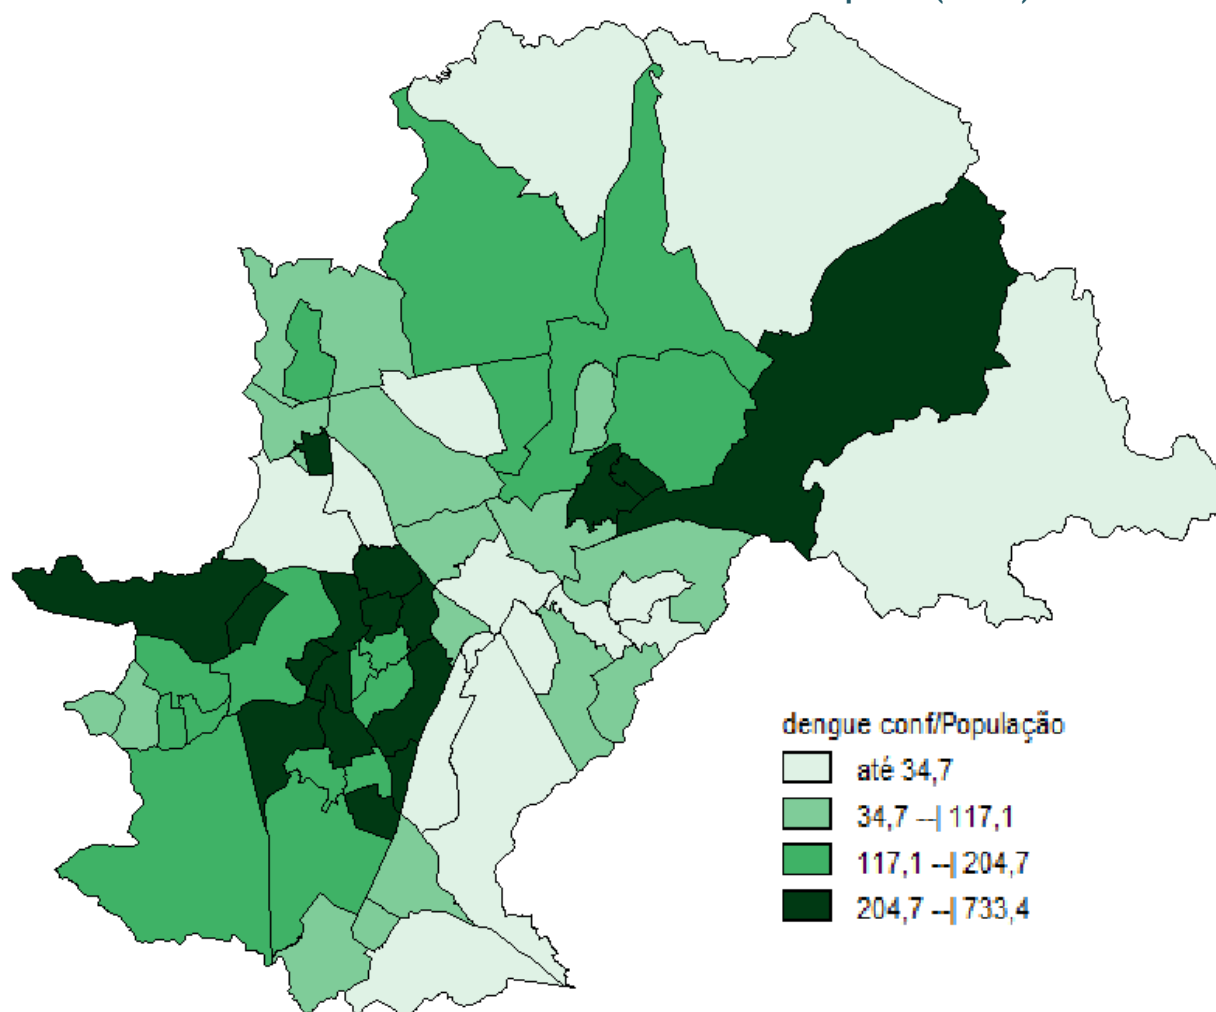 dengue conf/População
até 34,7
34,7 --| 117,1
117,1 --| 204,7
204,7 --| 733,4